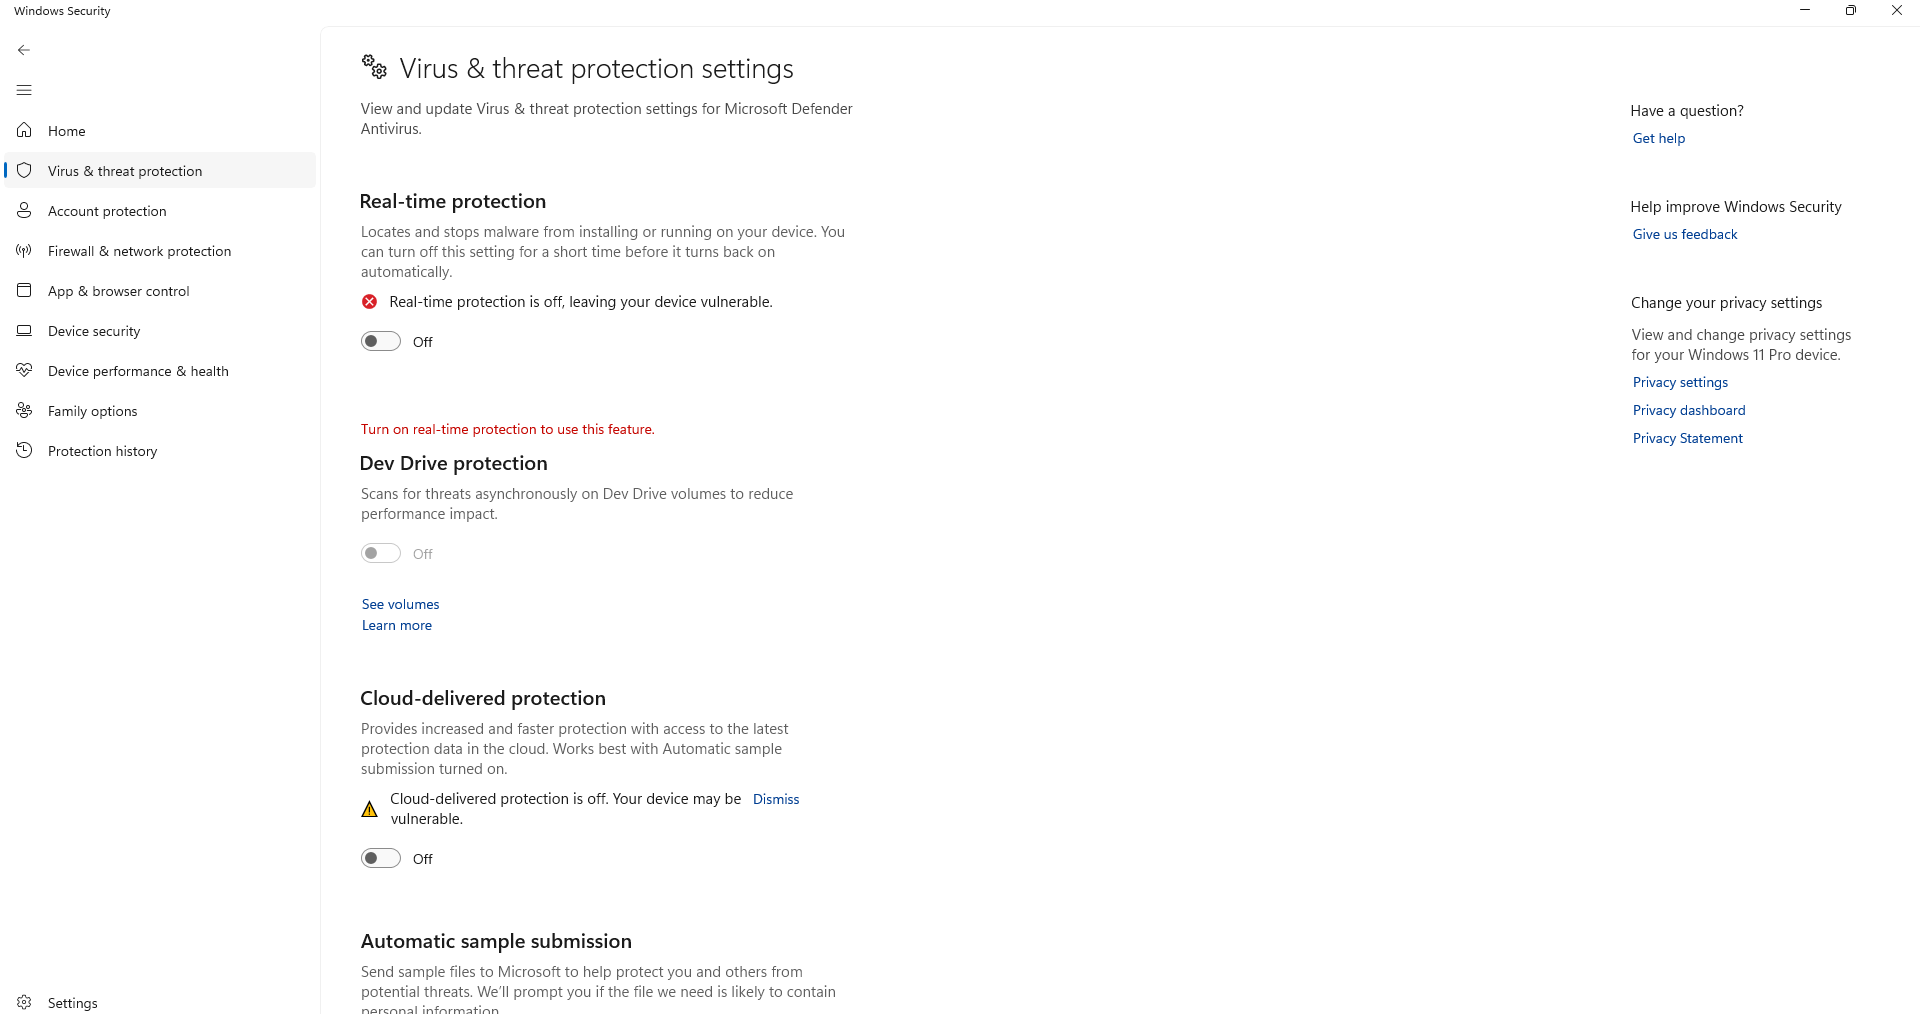 Windows Security
Home
Virus & threat protection
Account protection
Firewall & network protection
App & browser control
Device security
Device performance & health
Family options
Protection history
Settings
Virus & threat protection settings
View and update Virus & threat protection settings for Microsoft Defender
Antivirus.
Real-time protection
Locates and stops malware from installing or running on your device. You
can turn off this setting for a short time before it turns back on
automatically.
Real-time protection is off, leaving your device vulnerable.
Off
Turn on real-time protection to use this feature.
Dev Drive protection
Scans for threats asynchronously on Dev Drive volumes to reduce
performance impact.
Off
See volumes
Learn more
Cloud-delivered protection
Provides increased and faster protection with access to the latest
protection data in the cloud. Works best with Automatic sample
submission turned on.
Cloud-delivered protection is off. Your device may be Dismiss
vulnerable.
Off
Automatic sample submission
Send sample files to Microsoft to help protect you and others from
potential threats. We'll prompt you if the file we need is likely to contain
personal information.
Have a question?
Get help
Help improve Windows Security
Give us feedback
Change your privacy settings
View and change privacy settings
for your Windows 11 Pro device.
Privacy settings
Privacy dashboard
Privacy Statement